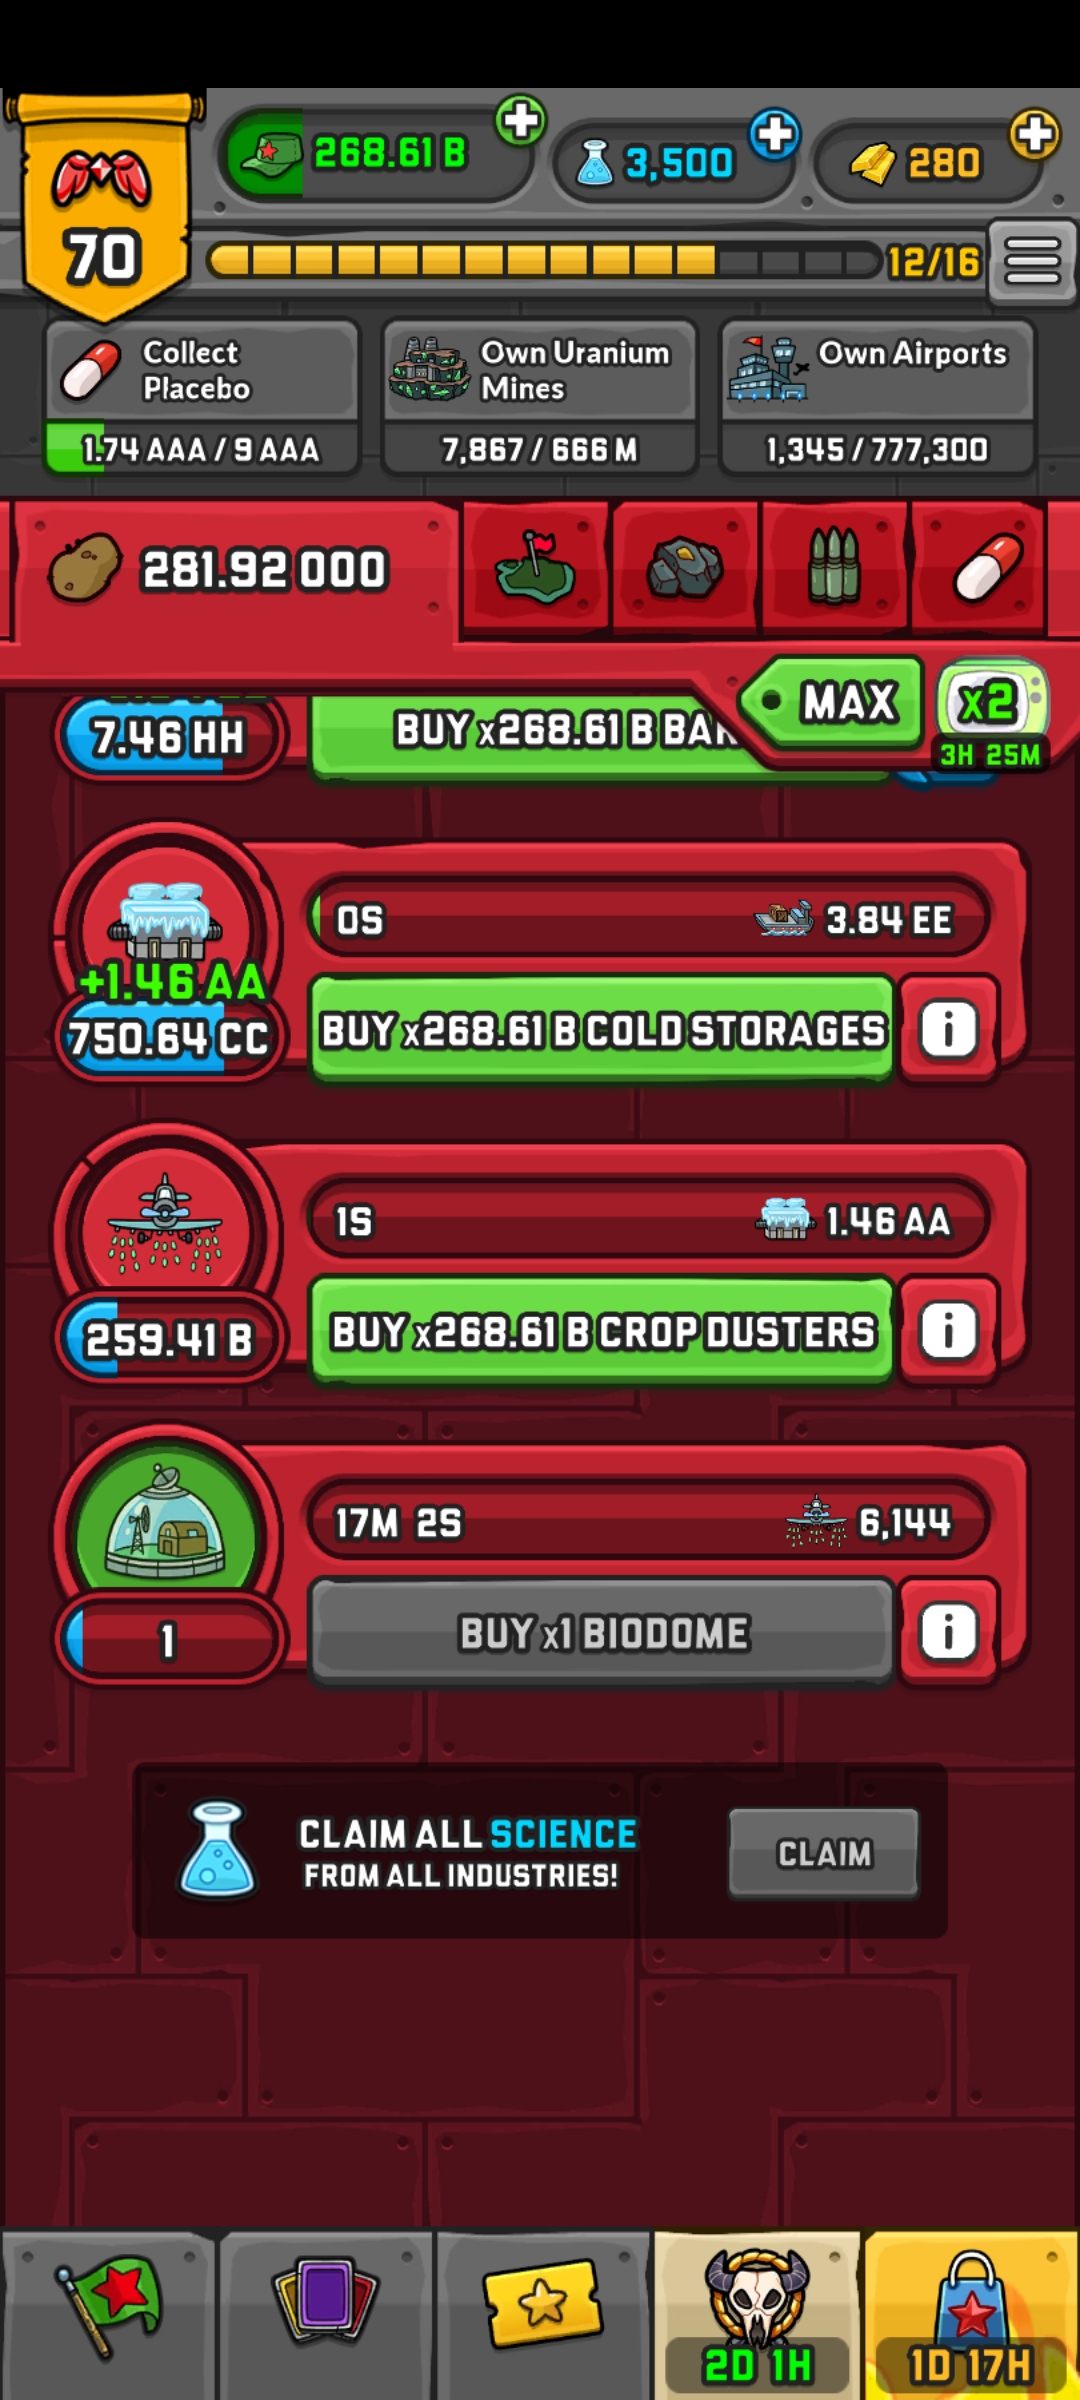 268.61 B
3,500
280
70
12/16
Collect
Placebo
Own Uranium
Mines
Own Airports
1.74 AAA / 9 AAA
7,867 / 666 M
1,345 / 777,300
281.92 OOO
MAX
x2
3H 25M
7.46 HH
BUY x268.61 B BAR
0S
3.84 EE
+1.46 AA
750.64 CC
BUY x268.61 B COLD STORAGES
i
1S
1.46 AA
259.41 B
BUY x268.61 B CROP DUSTERS
i
17M 2S
6,144
1
BUY x1 BIODOME
i
CLAIM ALL SCIENCE
FROM ALL INDUSTRIES!
CLAIM
2D 1H
1D 17H